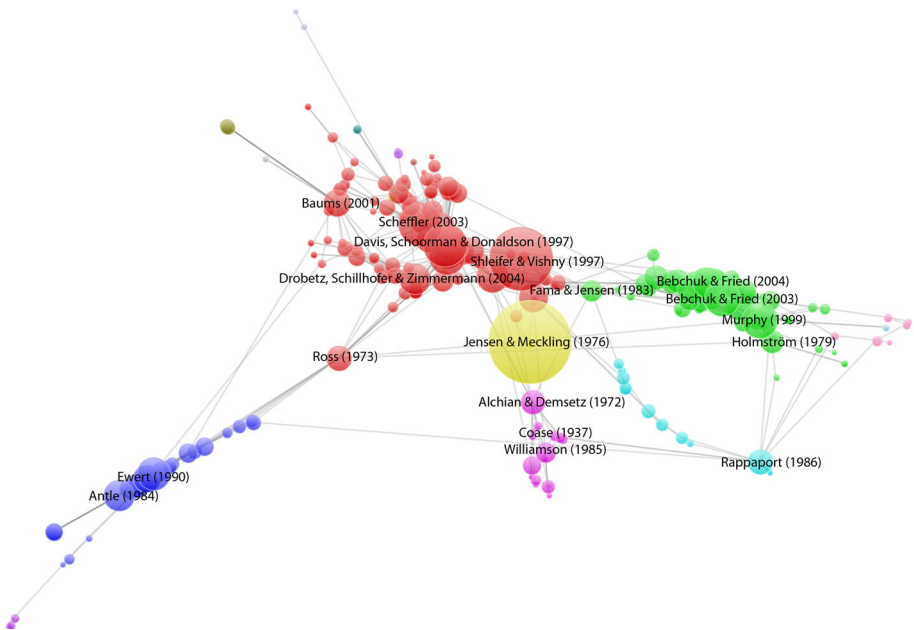 Baums (2001)
Scheffler (2003)
Davis, Schoorman & Donaldson (1997)
Shleifer & Vishny (1997)
Drobetz, Schillhofer & Zimmermann (2004)
Bebchuk & Fried (2004)
Fama & Jensen (1983)
Bebchuk & Fried (2003)
Murphy (1999)
Jensen & Meckling (1976)
Holmström (1979)
Ross (1973)
Alchian & Demsetz (1972)
Coase (1937)
Williamson (1985)
Rappaport (1986)
Ewert (1990)
Antle (1984)